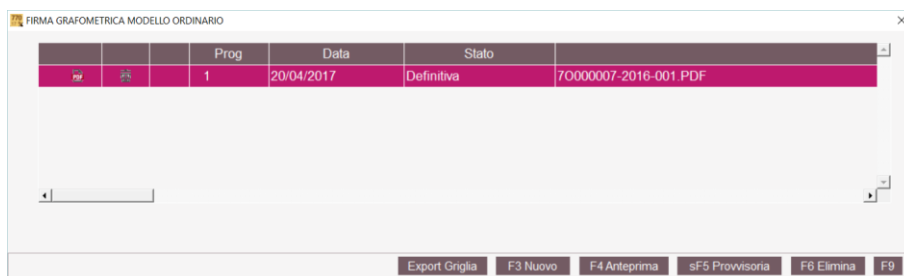 FIRMA GRAFOMETRICA MODELLO ORDINARIO
Prog Data Stato
1 20/04/2017 Definitiva 7O000007-2016-001.PDF
Export Griglia F3 Nuovo F4 Anteprima sF5 Provvisoria F6 Elimina F9